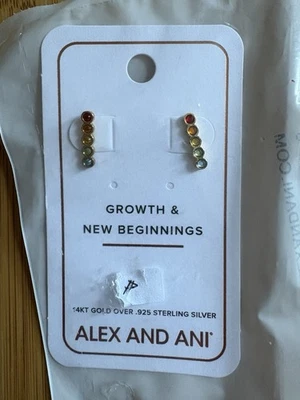 GROWTH &
NEW BEGINNINGS
14KT GOLD OVER .925 STERLING SILVER
ALEX AND ANI®